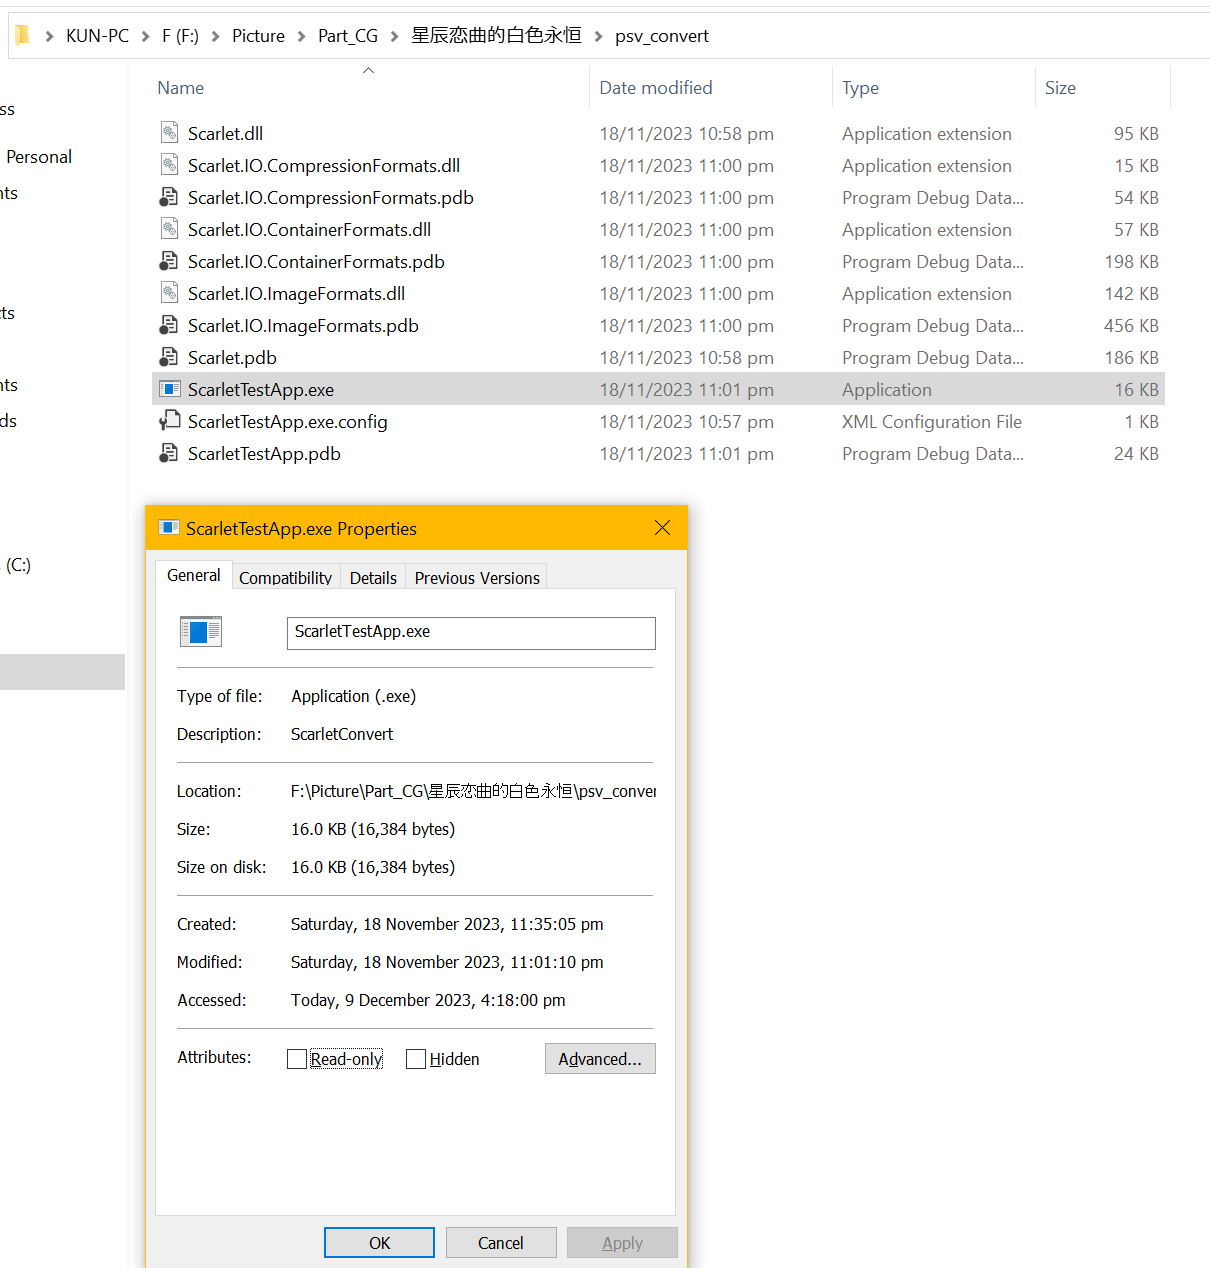 KUN-PC > F (F:) > Picture > Part_CG > 星辰恋曲的白色永恒 > psv_convert
Name Date modified Type Size
ss
Personal
nts
cts
nts
ds
(C:)
Scarlet.dll 18/11/2023 10:58 pm Application extension 95 KB
Scarlet.IO.CompressionFormats.dll 18/11/2023 11:00 pm Application extension 15 KB
Scarlet.IO.CompressionFormats.pdb 18/11/2023 11:00 pm Program Debug Data... 54 KB
Scarlet.IO.ContainerFormats.dll 18/11/2023 11:00 pm Application extension 57 KB
Scarlet.IO.ContainerFormats.pdb 18/11/2023 11:00 pm Program Debug Data... 198 KB
Scarlet.IO.ImageFormats.dll 18/11/2023 11:00 pm Application extension 142 KB
Scarlet.IO.ImageFormats.pdb 18/11/2023 11:00 pm Program Debug Data... 456 KB
Scarlet.pdb 18/11/2023 10:58 pm Program Debug Data... 186 KB
ScarletTestApp.exe 18/11/2023 11:01 pm Application 16 KB
ScarletTestApp.exe.config 18/11/2023 10:57 pm XML Configuration File 1 KB
ScarletTestApp.pdb 18/11/2023 11:01 pm Program Debug Data... 24 KB
ScarletTestApp.exe Properties
General Compatibility Details Previous Versions
ScarletTestApp.exe
Type of file: Application (.exe)
Description: ScarletConvert
Location: F:\Picture\Part_CG\星辰恋曲的白色永恒\psv_conver
Size: 16.0 KB (16,384 bytes)
Size on disk: 16.0 KB (16,384 bytes)
Created: Saturday, 18 November 2023, 11:35:05 pm
Modified: Saturday, 18 November 2023, 11:01:10 pm
Accessed: Today, 9 December 2023, 4:18:00 pm
Attributes: Read-only Hidden Advanced...
OK Cancel Apply